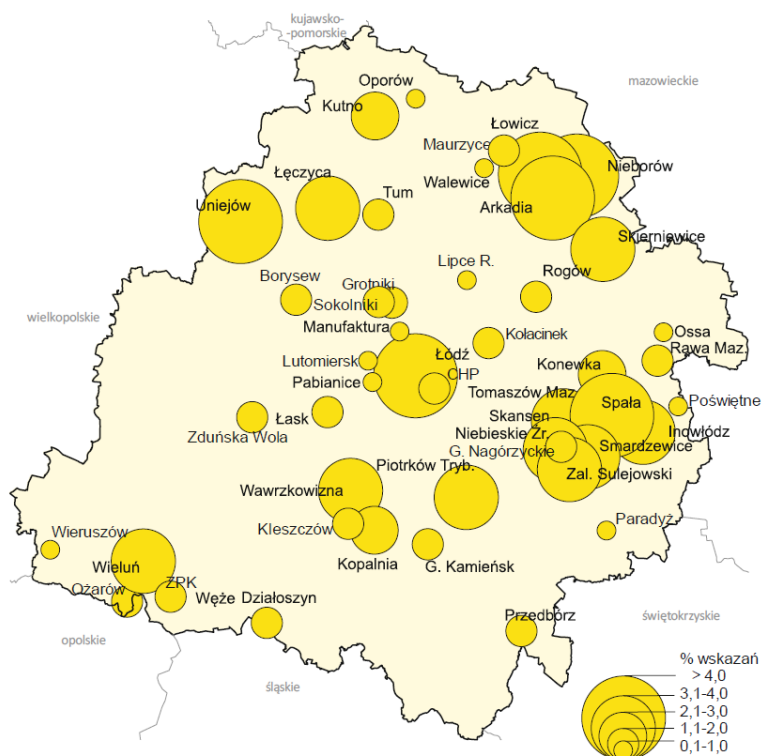 kujawsko-
-pomorskie
mazowieckie
Oporów
Kutno
Łowicz
Maurzyce
Nieborów
Walewice
Łęczyca
Tum
Uniejów
Arkadia
Skierniewice
Lipce R.
Rogów
Borysew
Grotniki
Sokolniki
wielkopolskie
Manufaktura
Kołacinek
Ossa
Łódź
Rawa Maz.
Lutomiersk
Konewka
CHP
Pabianice
Tomaszów Maz.
Spała
Poświętne
Łask
Skansen
Zduńska Wola
Niebieskie Źr.
Inowłódz
Smardzewice
G. Nagórzyckie
Piotrków Tryb.
Zal. Sulejowski
Wawrzkowizna
Kleszczów
Paradyż
Wieruszów
Kopalnia
G. Kamieńsk
Wieluń
Ożarów
ZPK
Węże Działoszyn
Przedbórz
świętokrzyskie
opolskie
śląskie
% wskazań
> 4,0
3,1-4,0
2,1-3,0
1,1-2,0
0,1-1,0